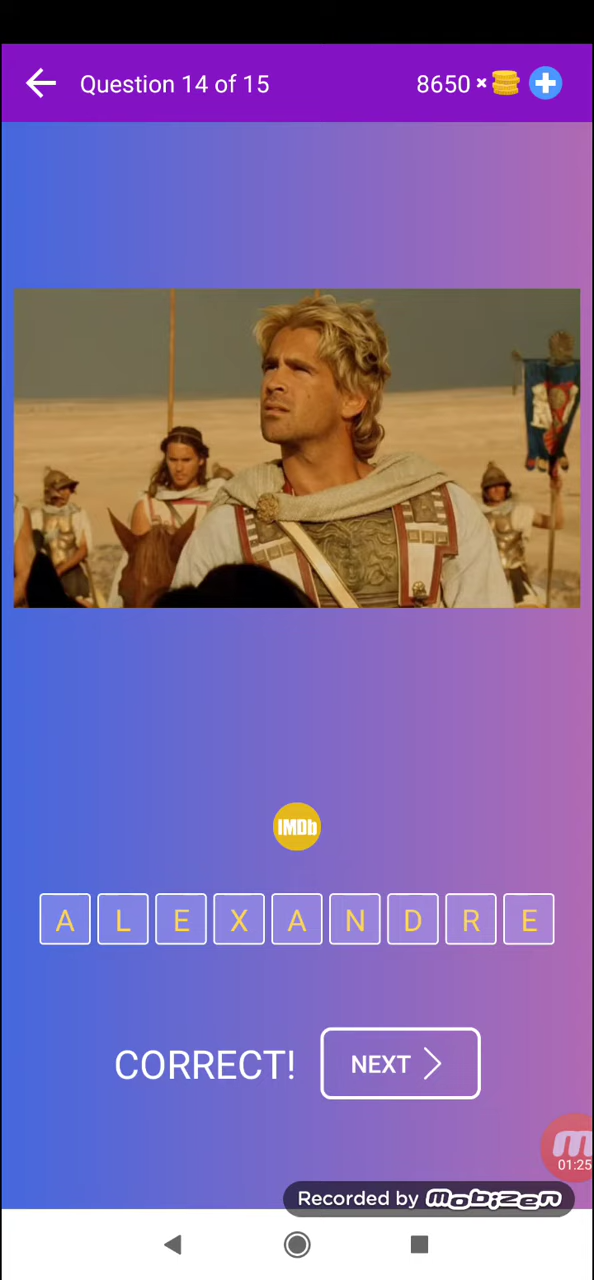 Question 14 of 15
8650 ×
IMDb
ALEXANDRE
CORRECT!
NEXT
01:25
Recorded by mobizen